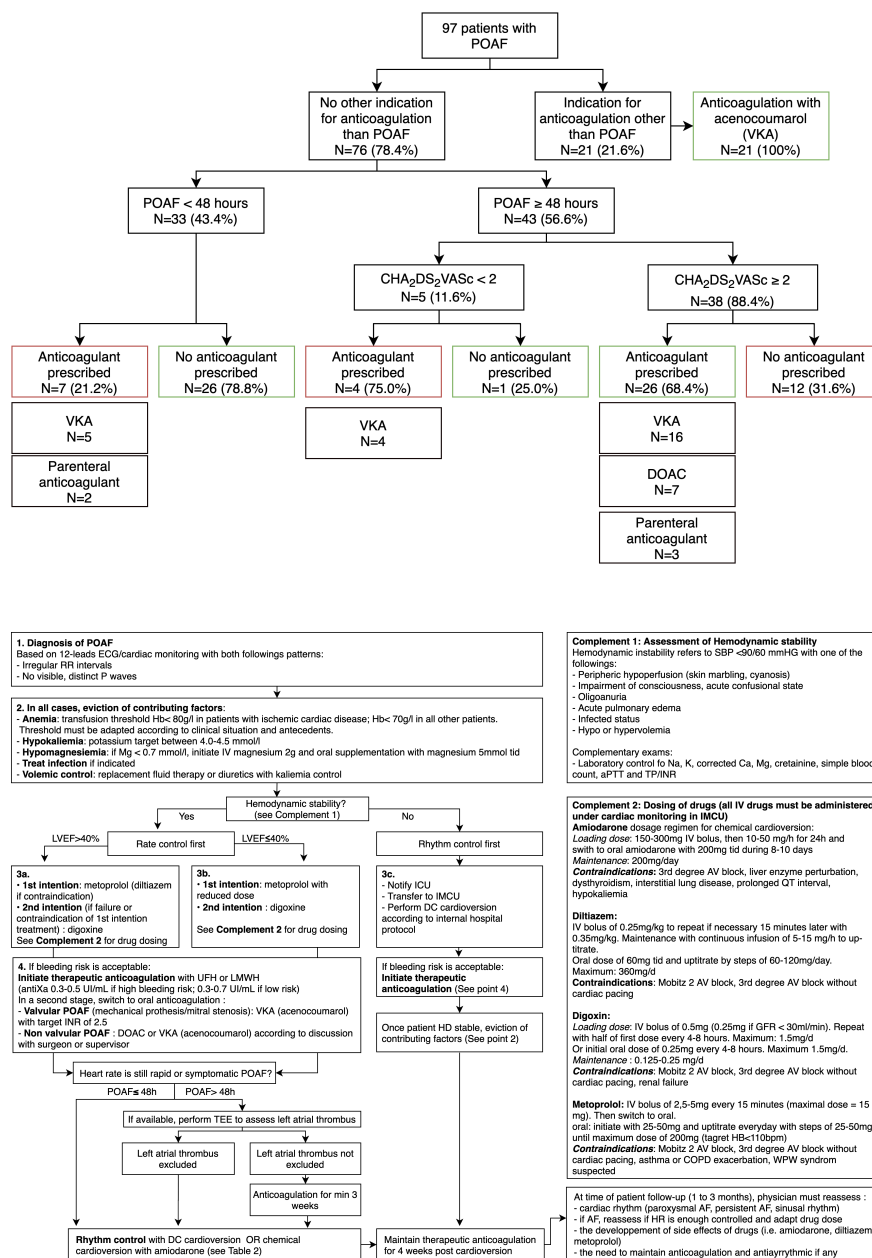 97 patients with
POAF
No other indication
for anticoagulation
than POAF
N=76 (78.4%)
Indication for
anticoagulation other
than POAF
N=21 (21.6%)
Anticoagulation with
acenocoumarol
(VKA)
N=21 (100%)
POAF < 48 hours
N=33 (43.4%)
POAF ≥ 48 hours
N=43 (56.6%)
CHA₂DS₂VASc < 2
N=5 (11.6%)
CHA₂DS₂VASc ≥ 2
N=38 (88.4%)
Anticoagulant
prescribed
N=7 (21.2%)
No anticoagulant
prescribed
N=26 (78.8%)
Anticoagulant
prescribed
N=4 (75.0%)
No anticoagulant
prescribed
N=1 (25.0%)
Anticoagulant
prescribed
N=26 (68.4%)
No anticoagulant
prescribed
N=12 (31.6%)
VKA
N=5
Parenteral
anticoagulant
N=2
VKA
N=4
VKA
N=16
DOAC
N=7
Parenteral
anticoagulant
N=3
1. Diagnosis of POAF
Based on 12-leads ECG/cardiac monitoring with both followings patterns:
- Irregular RR intervals
- No visible, distinct P waves
2. In all cases, eviction of contributing factors:
- Anemia: transfusion threshold Hb< 80g/l in patients with ischemic cardiac disease; Hb< 70g/l in all other patients.
Threshold must be adapted according to clinical situation and antecedents.
- Hypokaliemia: potassium target between 4.0-4.5 mmol/l
- Hypomagnesiemia: if Mg < 0.7 mmol/l, initiate IV magnesium 2g and oral supplementation with magnesium 5mmol tid
- Treat infection if indicated
- Volemic control: replacement fluid therapy or diuretics with kaliemia control
Hemodynamic stability?
(see Complement 1)
Yes
No
LVEF>40%
Rate control first
LVEF≤40%
Rhythm control first
3a.
• 1st intention: metoprolol (diltiazem
if contraindication)
• 2nd intention (if failure or
contraindication of 1st intention
treatment) : digoxine
See Complement 2 for drug dosing
3b.
• 1st intention: metoprolol with
reduced dose
• 2nd intention : digoxine
See Complement 2 for drug dosing
3c.
- Notify ICU
- Transfer to IMCU
- Perform DC cardioversion
according to internal hospital
protocol
4. If bleeding risk is acceptable:
Initiate therapeutic anticoagulation with UFH or LMWH
(antiXa 0.3-0.5 UI/mL if high bleeding risk; 0.3-0.7 UI/mL if low risk)
In a second stage, switch to oral anticoagulation :
- Valvular POAF (mechanical prothesis/mitral stenosis): VKA (acenocoumarol)
with target INR of 2.5
- Non valvular POAF : DOAC or VKA (acenocoumarol) according to discussion
with surgeon or supervisor
If bleeding risk is acceptable:
Initiate therapeutic
anticoagulation (See point 4)
Once patient HD stable, eviction of
contributing factors (See point 2)
Heart rate is still rapid or symptomatic POAF?
POAF≤ 48h
POAF> 48h
If available, perform TEE to assess left atrial thrombus
Left atrial thrombus
excluded
Left atrial thrombus not
excluded
Anticoagulation for min 3
weeks
Rhythm control with DC cardioversion OR chemical
cardioversion with amiodarone (see Table 2)
Maintain therapeutic anticoagulation
for 4 weeks post cardioversion
Complement 1: Assessment of Hemodynamic stability
Hemodynamic instability refers to SBP <90/60 mmHG with one of the
followings:
- Peripheric hypoperfusion (skin marbling, cyanosis)
- Impairment of consciousness, acute confusional state
- Oligoanuria
- Acute pulmonary edema
- Infected status
- Hypo or hypervolemia
Complementary exams:
- Laboratory control fo Na, K, corrected Ca, Mg, cretainine, simple blood
count, aPTT and TP/INR
Complement 2: Dosing of drugs (all IV drugs must be administered
under cardiac monitoring in IMCU)
Amiodarone dosage regimen for chemical cardioversion:
Loading dose: 150-300mg IV bolus, then 10-50 mg/h for 24h and
swith to oral amiodarone with 200mg tid during 8-10 days
Maintenance: 200mg/day
Contraindications: 3rd degree AV block, liver enzyme perturbation,
dysthyroidism, interstitial lung disease, prolonged QT interval,
hypokaliemia
Diltiazem:
IV bolus of 0.25mg/kg to repeat if necessary 15 minutes later with
0.35mg/kg. Maintenance with continuous infusion of 5-15 mg/h to up-
titrate.
Oral dose of 60mg tid and uptitrate by steps of 60-120mg/day.
Maximum: 360mg/d
Contraindications: Mobitz 2 AV block, 3rd degree AV block without
cardiac pacing
Digoxin:
Loading dose: IV bolus of 0.5mg (0.25mg if GFR < 30ml/min). Repeat
with half of first dose every 4-8 hours. Maximum: 1.5mg/d
Or initial oral dose of 0.25mg every 4-8 hours. Maximum 1.5mg/d.
Maintenance : 0.125-0.25 mg/d
Contraindications: Mobitz 2 AV block, 3rd degree AV block without
cardiac pacing, renal failure
Metoprolol: IV bolus of 2,5-5mg every 15 minutes (maximal dose = 15
mg). Then switch to oral.
oral: initiate with 25-50mg and uptitrate everyday with steps of 25-50mg
until maximum dose of 200mg (tagret HB<110bpm)
Contraindications: Mobitz 2 AV block, 3rd degree AV block without
cardiac pacing, asthma or COPD exacerbation, WPW syndrom
suspected
At time of patient follow-up (1 to 3 months), physician must reassess :
- cardiac rhythm (paroxysmal AF, persistent AF, sinusal rhythm)
- if AF, reassess if HR is enough controlled and adapt drug dose
- the developpement of side effects of drugs (i.e. amiodarone, diltiazem,
metoprolol)
- the need to maintain anticoagulation and antiayrrythmic if any